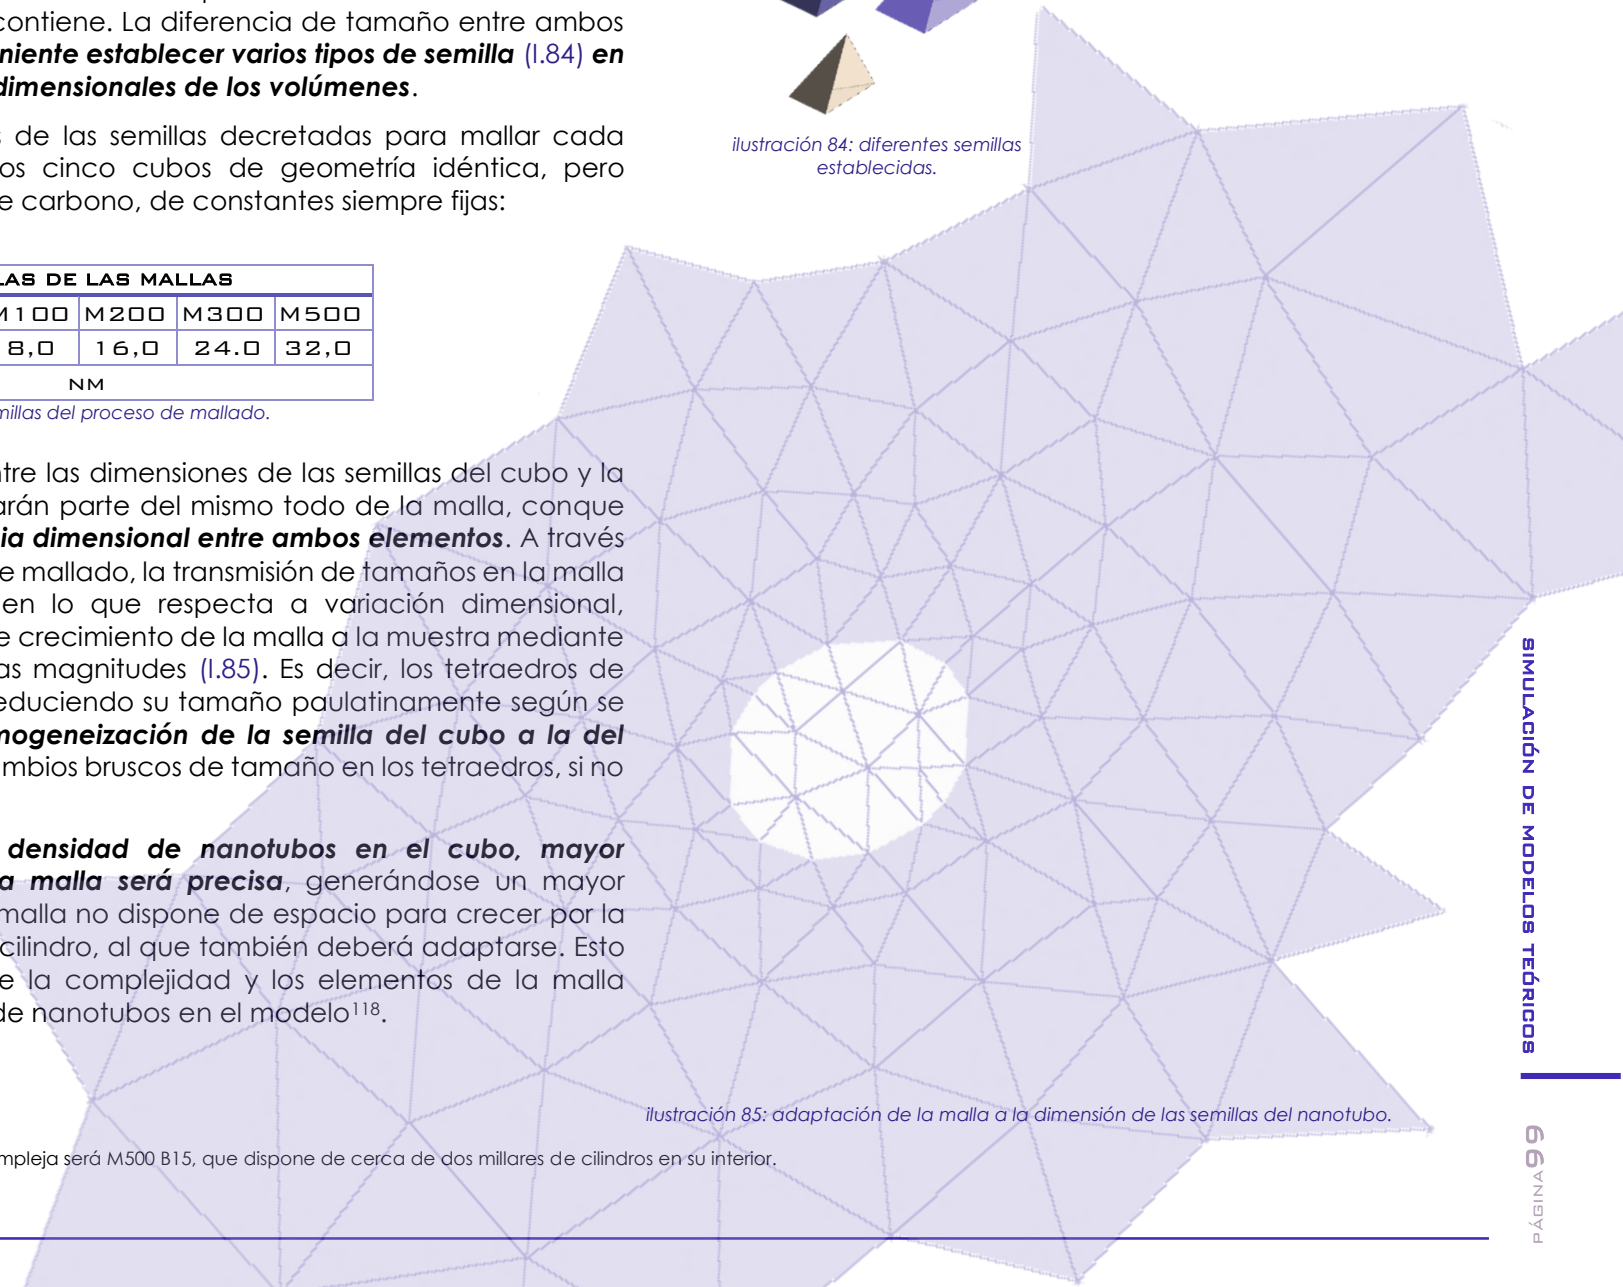 contiene. La diferencia de tamaño entre ambos
niente establecer varios tipos de semilla (I.84) en
dimensionales de los volúmenes.
s de las semillas decretadas para mallar cada
os cinco cubos de geometría idéntica, pero
e carbono, de constantes siempre fijas:
ilustración 84: diferentes semillas
establecidas.
LAS DE LAS MALLAS
M100 M200 M300 M500
8,0 16,0 24.0 32,0
NM
millas del proceso de mallado.
ntre las dimensiones de las semillas del cubo y la
arán parte del mismo todo de la malla, conque
ia dimensional entre ambos elementos. A través
e mallado, la transmisión de tamaños en la malla
en lo que respecta a variación dimensional,
e crecimiento de la malla a la muestra mediante
as magnitudes (I.85). Es decir, los tetraedros de
educiendo su tamaño paulatinamente según se
mogeneización de la semilla del cubo a la del
mbios bruscos de tamaño en los tetraedros, si no
densidad de nanotubos en el cubo, mayor
a malla será precisa, generándose un mayor
malla no dispone de espacio para crecer por la
cilindro, al que también deberá adaptarse. Esto
e la complejidad y los elementos de la malla
de nanotubos en el modelo118.
ilustración 85: adaptación de la malla a la dimensión de las semillas del nanotubo.
mpleja será M500 B15, que dispone de cerca de dos millares de cilindros en su interior.
SIMULACIÓN DE MODELOS TEÓRICOS
PÁGINA99